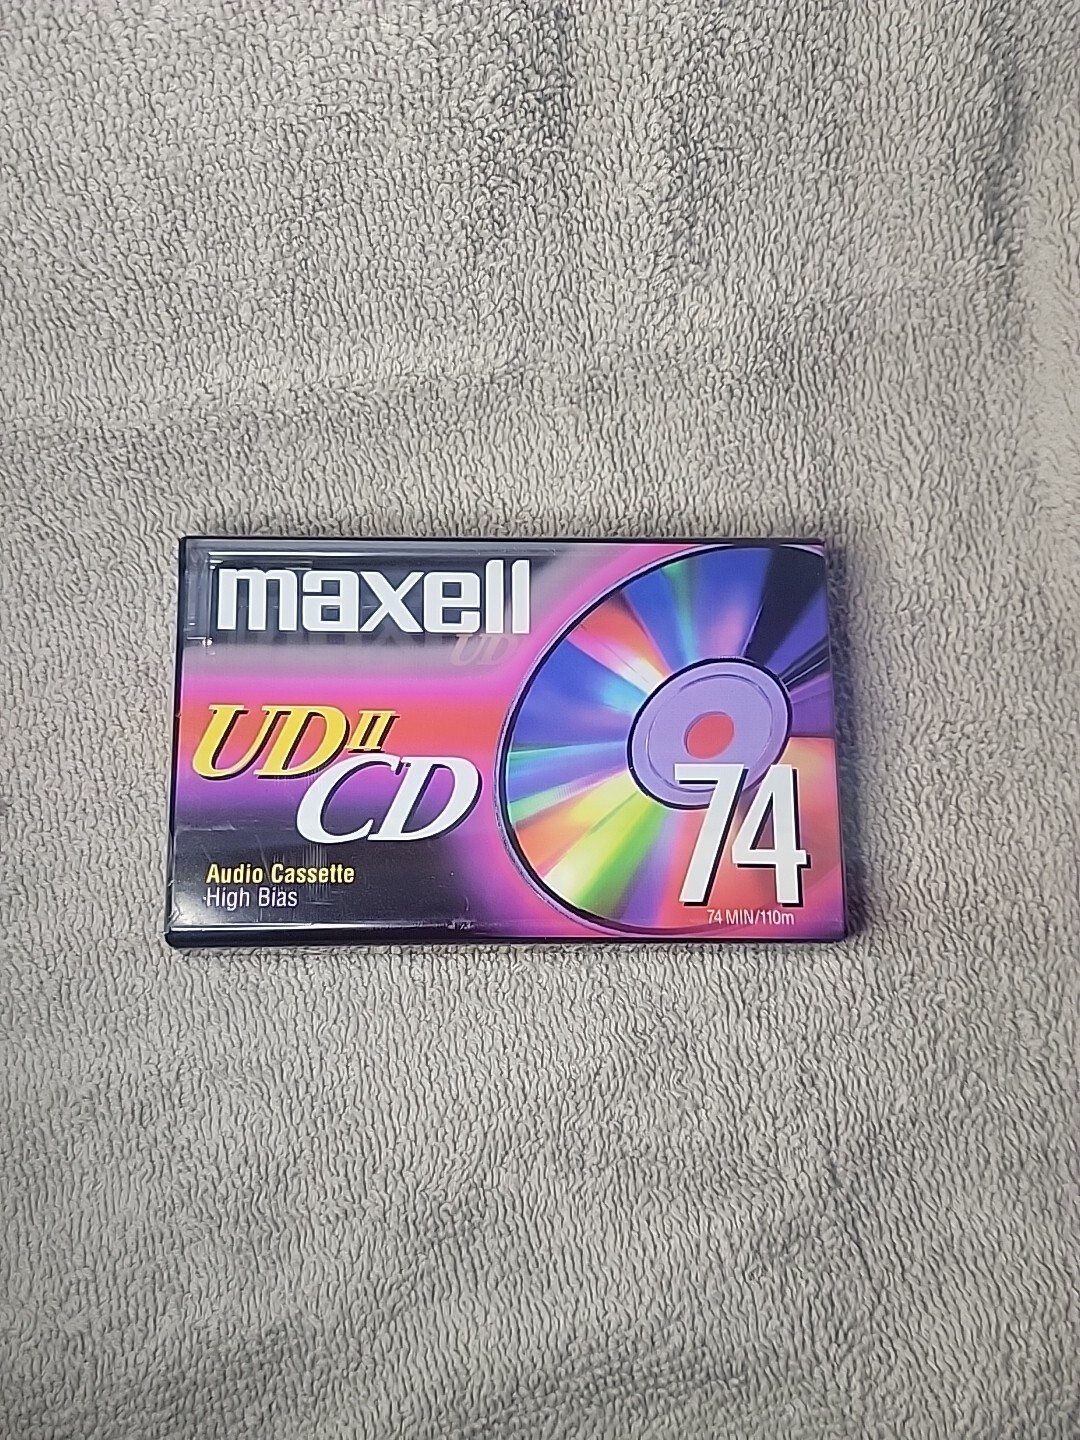 maxell
UD
UDII
CD
Audio Cassette
High Bias
74
74 MIN/110m